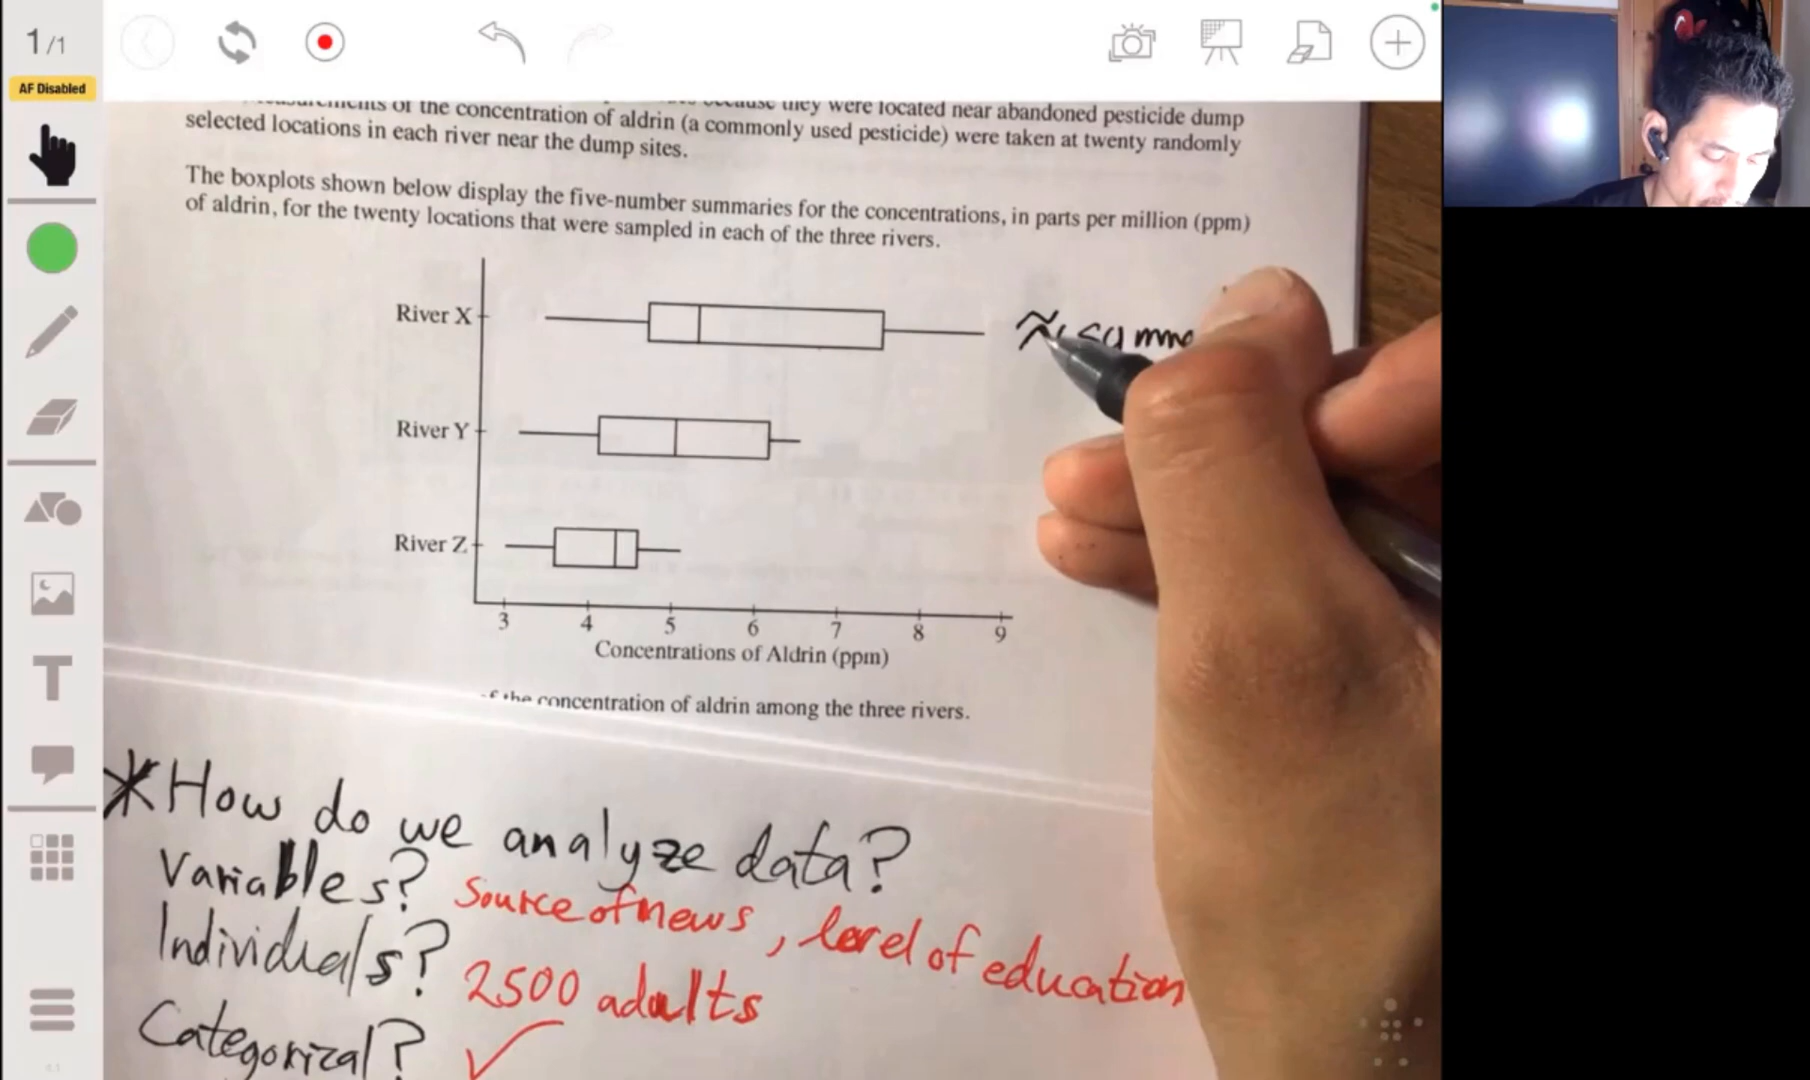 1/1
AF Disabled
of the concentration of aldrin (a commonly used pesticide) were taken at twenty randomly
because they were located near abandoned pesticide dump
selected locations in each river near the dump sites.
The boxplots shown below display the five-number summaries for the concentrations, in parts per million (ppm)
of aldrin, for the twenty locations that were sampled in each of the three rivers.
River X
≈ symme
River Y
River Z
3 4 5 6 7 8 9
Concentrations of Aldrin (ppm)
the concentration of aldrin among the three rivers.
*How do we analyze data?
Variables? Source of news, level of education
Individuals? 2500 adults
Categorical? ✓
T